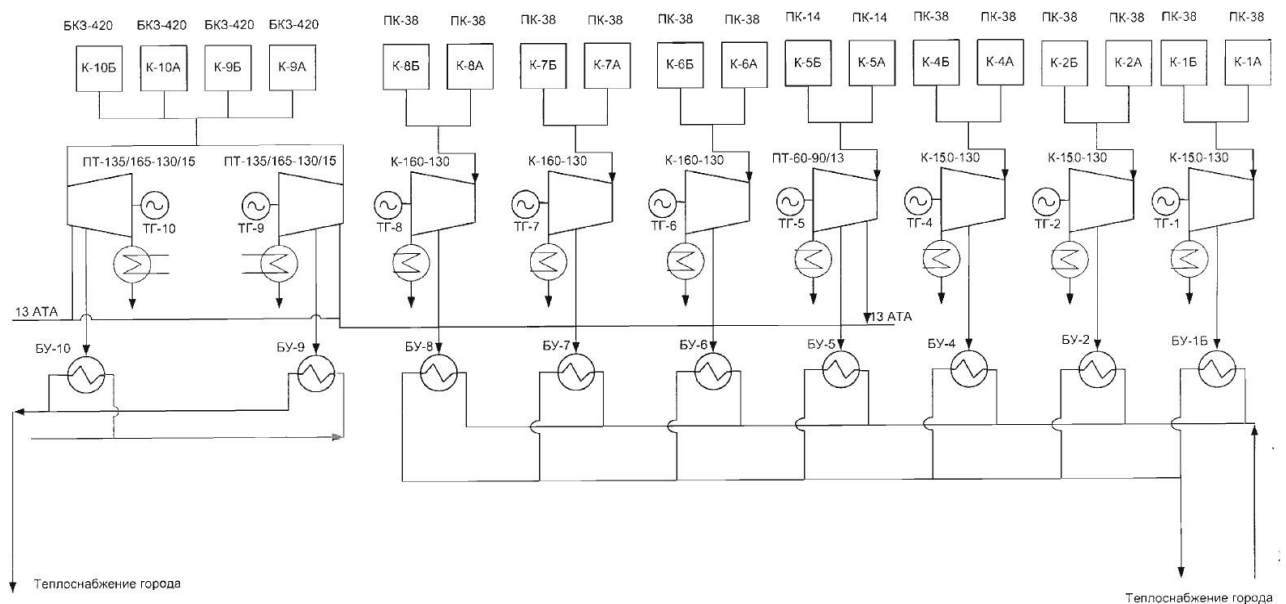 БКЗ-420 БКЗ-420 БКЗ-420 БКЗ-420 ПК-38 ПК-38 ПК-38 ПК-38 ПК-38 ПК-38 ПК-14 ПК-14 ПК-38 ПК-38 ПК-38 ПК-38 ПК-38 ПК-38
К-10Б К-10А К-9Б К-9А К-8Б К-8А К-7Б К-7А К-6Б К-6А К-5Б К-5А К-4Б К-4А К-2Б К-2А К-1Б К-1А
ПТ-135/165-130/15 ПТ-135/165-130/15 К-160-130 К-160-130 К-160-130 ПТ-60-90/13 К-150-130 К-150-130 К-150-130
ТГ-10 ТГ-9 ТГ-8 ТГ-7 ТГ-6 ТГ-5 ТГ-4 ТГ-2 ТГ-1
13 АТА 13 АТА
БУ-10 БУ-9 БУ-8 БУ-7 БУ-6 БУ-5 БУ-4 БУ-2 БУ-1Б
Теплоснабжение города Теплоснабжение города